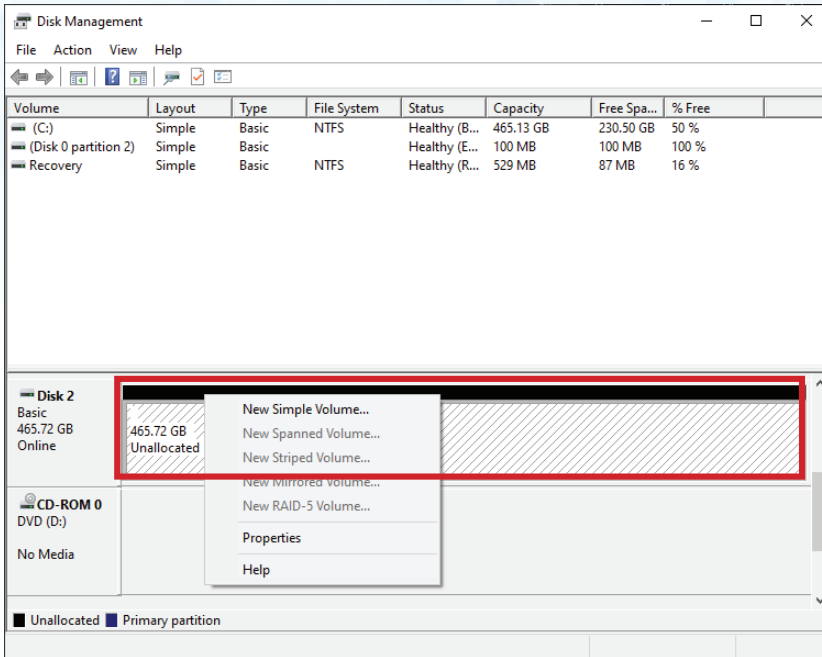 Disk Management
File Action View Help
Volume Layout Type File System Status Capacity Free Spa... % Free
(C:) Simple Basic NTFS Healthy (B... 465.13 GB 230.50 GB 50 %
(Disk 0 partition 2) Simple Basic Healthy (E... 100 MB 100 MB 100 %
Recovery Simple Basic NTFS Healthy (R... 529 MB 87 MB 16 %
Disk 2
Basic
465.72 GB
Online
465.72 GB
Unallocated
New Simple Volume...
New Spanned Volume...
New Striped Volume...
New Mirrored Volume...
New RAID-5 Volume...
Properties
Help
CD-ROM 0
DVD (D:)
No Media
Unallocated Primary partition